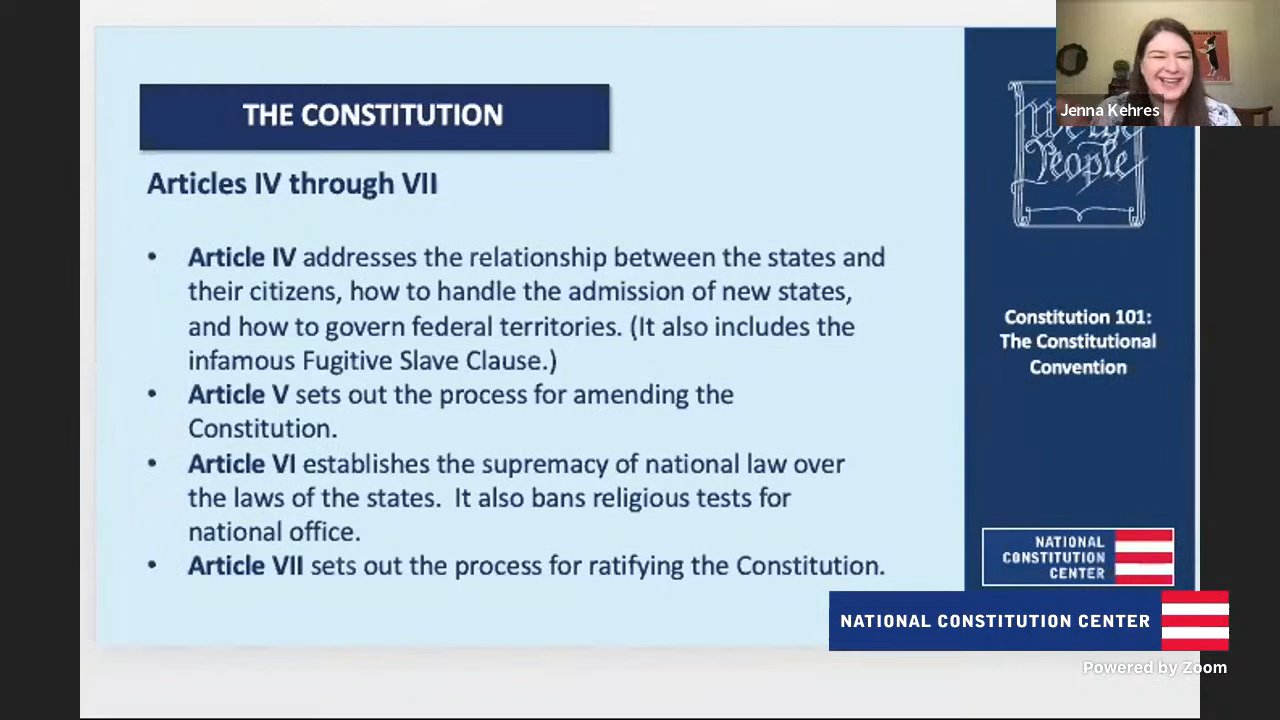 THE CONSTITUTION
Articles IV through VII
• Article IV addresses the relationship between the states and
their citizens, how to handle the admission of new states,
and how to govern federal territories. (It also includes the
infamous Fugitive Slave Clause.)
• Article V sets out the process for amending the
Constitution.
• Article VI establishes the supremacy of national law over
the laws of the states.  It also bans religious tests for
national office.
• Article VII sets out the process for ratifying the Constitution.
Jenna Kehres
We the
People
Constitution 101:
The Constitutional
Convention
NATIONAL
CONSTITUTION
CENTER
NATIONAL CONSTITUTION CENTER
Powered by Zoom